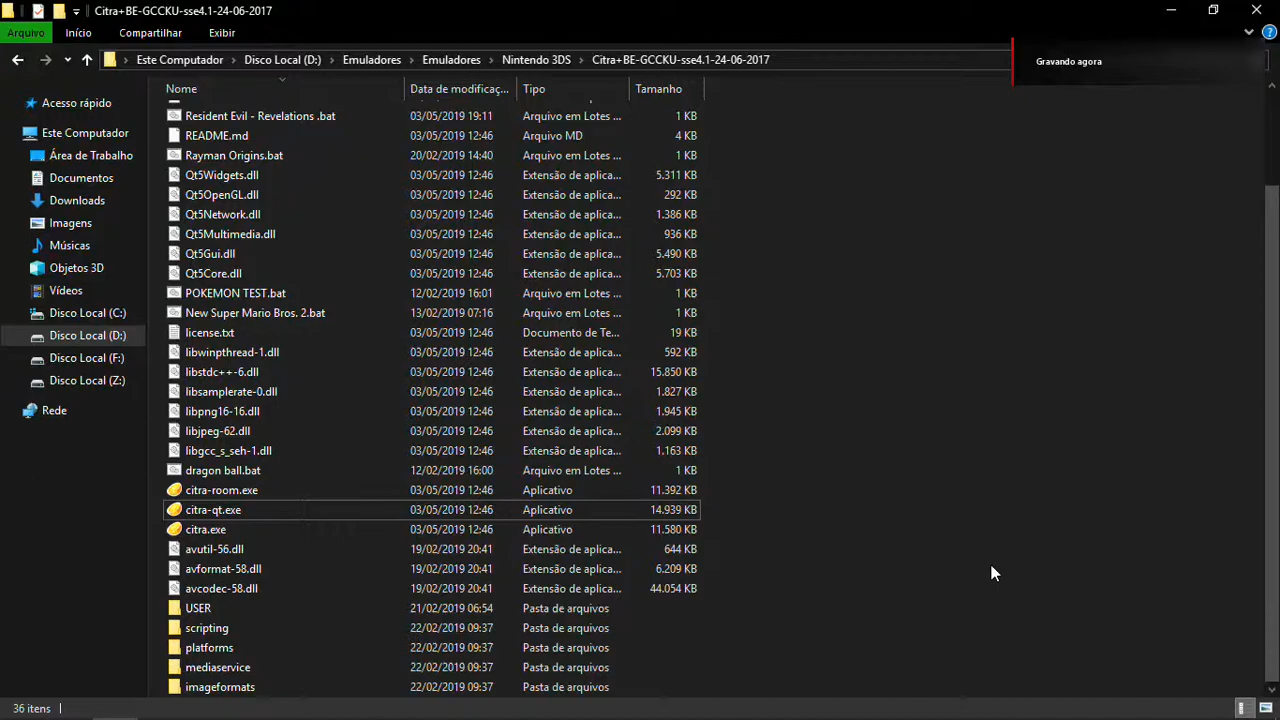 Citra+BE-GCCKU-sse4.1-24-06-2017
Arquivo Início Compartilhar Exibir
Este Computador Disco Local (D:) Emuladores Emuladores Nintendo 3DS Citra+BE-GCCKU-sse4.1-24-06-2017
Gravando agora
Acesso rápido
Este Computador
Área de Trabalho
Documentos
Downloads
Imagens
Músicas
Objetos 3D
Vídeos
Disco Local (C:)
Disco Local (D:)
Disco Local (F:)
Disco Local (Z:)
Rede
Nome Data de modificaç... Tipo Tamanho
Resident Evil - Revelations .bat 03/05/2019 19:11 Arquivo em Lotes ... 1 KB
README.md 03/05/2019 12:46 Arquivo MD 4 KB
Rayman Origins.bat 20/02/2019 14:40 Arquivo em Lotes ... 1 KB
Qt5Widgets.dll 03/05/2019 12:46 Extensão de aplica... 5.311 KB
Qt5OpenGL.dll 03/05/2019 12:46 Extensão de aplica... 292 KB
Qt5Network.dll 03/05/2019 12:46 Extensão de aplica... 1.386 KB
Qt5Multimedia.dll 03/05/2019 12:46 Extensão de aplica... 936 KB
Qt5Gui.dll 03/05/2019 12:46 Extensão de aplica... 5.490 KB
Qt5Core.dll 03/05/2019 12:46 Extensão de aplica... 5.703 KB
POKEMON TEST.bat 12/02/2019 16:01 Arquivo em Lotes ... 1 KB
New Super Mario Bros. 2.bat 13/02/2019 07:16 Arquivo em Lotes ... 1 KB
license.txt 03/05/2019 12:46 Documento de Te... 19 KB
libwinpthread-1.dll 03/05/2019 12:46 Extensão de aplica... 592 KB
libstdc++-6.dll 03/05/2019 12:46 Extensão de aplica... 15.850 KB
libsamplerate-0.dll 03/05/2019 12:46 Extensão de aplica... 1.827 KB
libpng16-16.dll 03/05/2019 12:46 Extensão de aplica... 1.945 KB
libjpeg-62.dll 03/05/2019 12:46 Extensão de aplica... 2.099 KB
libgcc_s_seh-1.dll 03/05/2019 12:46 Extensão de aplica... 1.163 KB
dragon ball.bat 12/02/2019 16:00 Arquivo em Lotes ... 1 KB
citra-room.exe 03/05/2019 12:46 Aplicativo 11.392 KB
citra-qt.exe 03/05/2019 12:46 Aplicativo 14.939 KB
citra.exe 03/05/2019 12:46 Aplicativo 11.580 KB
avutil-56.dll 19/02/2019 20:41 Extensão de aplica... 644 KB
avformat-58.dll 19/02/2019 20:41 Extensão de aplica... 6.209 KB
avcodec-58.dll 19/02/2019 20:41 Extensão de aplica... 44.054 KB
USER 21/02/2019 06:54 Pasta de arquivos
scripting 22/02/2019 09:37 Pasta de arquivos
platforms 22/02/2019 09:37 Pasta de arquivos
mediaservice 22/02/2019 09:37 Pasta de arquivos
imageformats 22/02/2019 09:37 Pasta de arquivos
36 itens